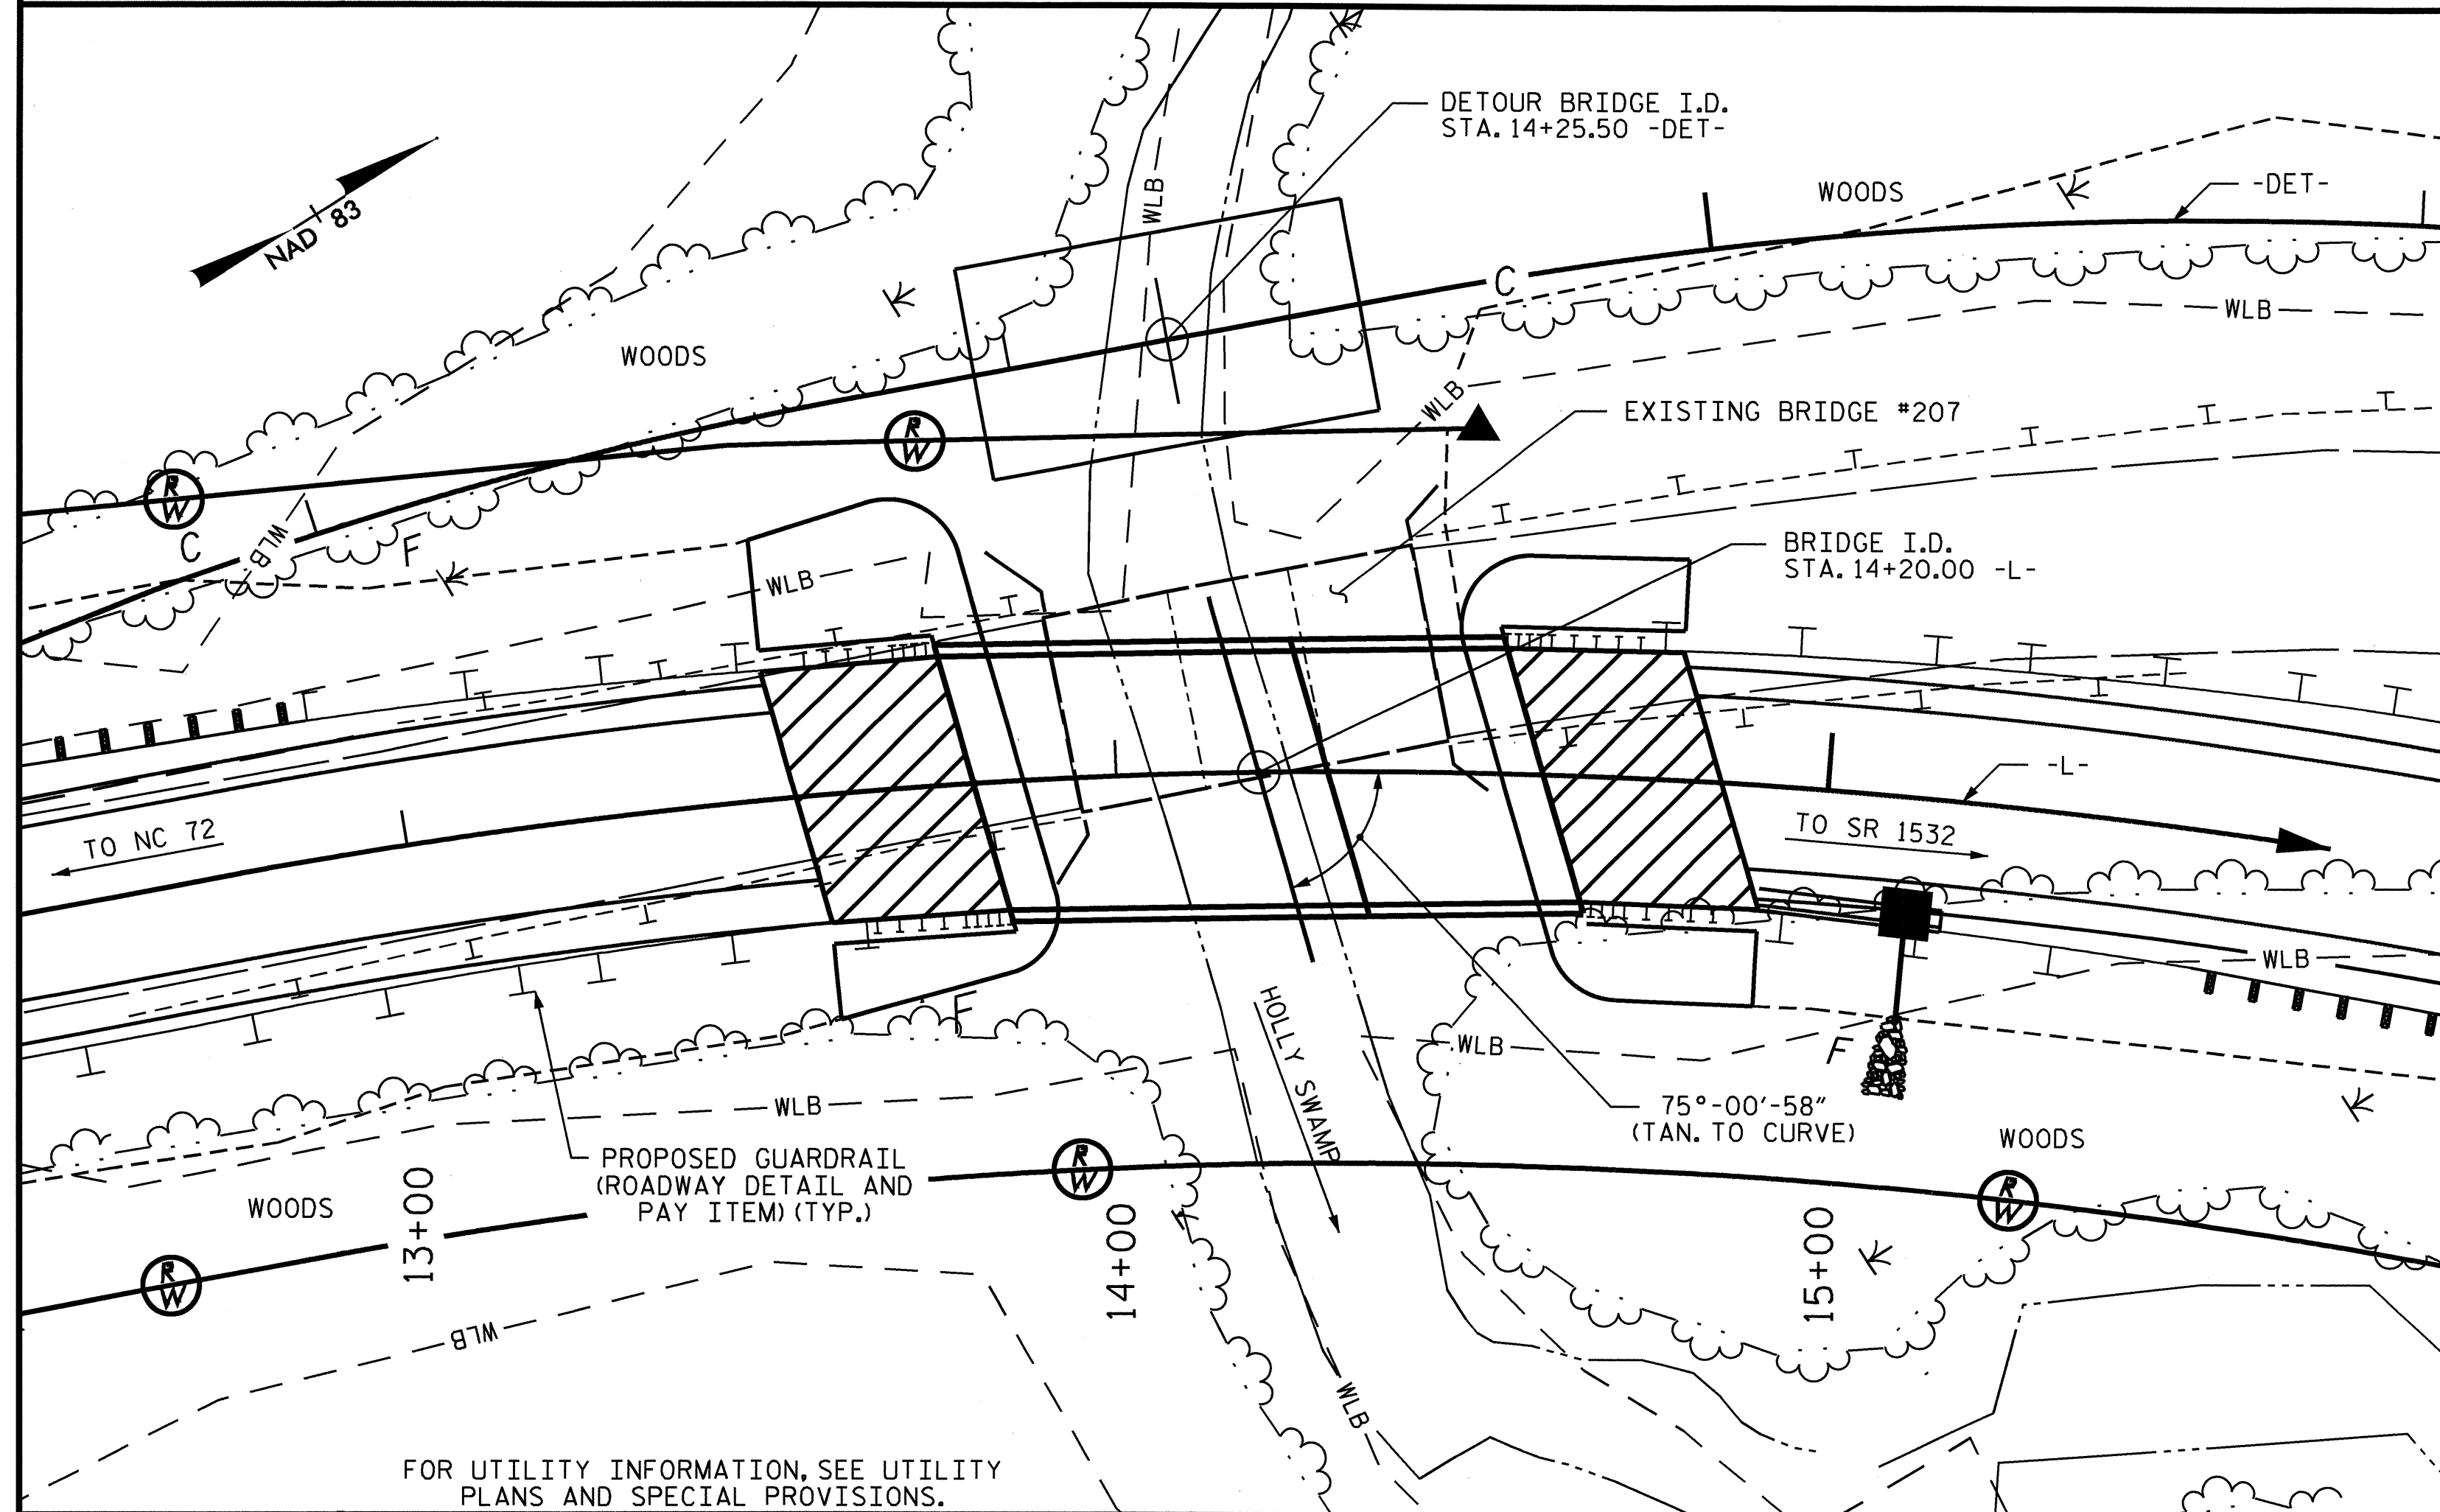 DETOUR BRIDGE I.D.
STA. 14+25.50 -DET-
WLB
WOODS
-DET-
NAD 83
C
WLB
WOODS
WLB
EXISTING BRIDGE #207
R/W
R/W
C
WLB
F
BRIDGE I.D.
STA. 14+20.00 -L-
WLB
-L-
TO NC 72
TO SR 1532
WLB
F
HOLLY SWAMP
WLB
F
WLB
75°-00'-58"
(TAN. TO CURVE)
WOODS
PROPOSED GUARDRAIL
(ROADWAY DETAIL AND
PAY ITEM) (TYP.)
R/W
R/W
WOODS
13+00
14+00
15+00
R/W
WLB
WLB
FOR UTILITY INFORMATION, SEE UTILITY
PLANS AND SPECIAL PROVISIONS.